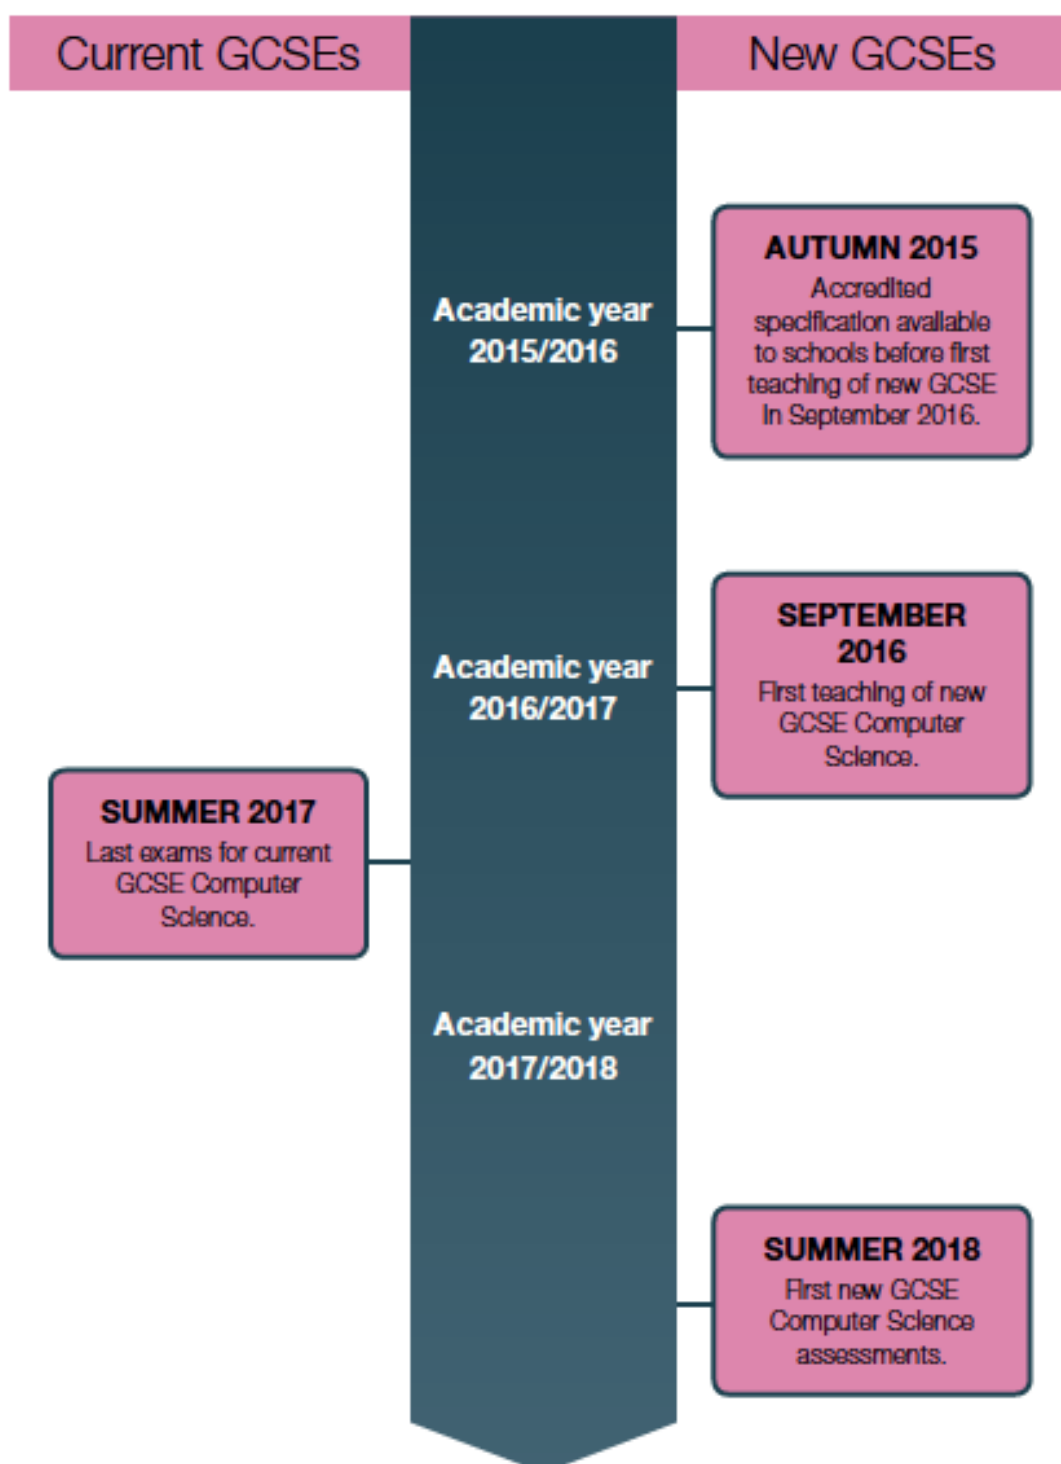 Current GCSEs
New GCSEs
Academic year
2015/2016
AUTUMN 2015
Accredited
specification available
to schools before first
teaching of new GCSE
in September 2016.
Academic year
2016/2017
SEPTEMBER
2016
First teaching of new
GCSE Computer
Science.
SUMMER 2017
Last exams for current
GCSE Computer
Science.
Academic year
2017/2018
SUMMER 2018
First new GCSE
Computer Science
assessments.